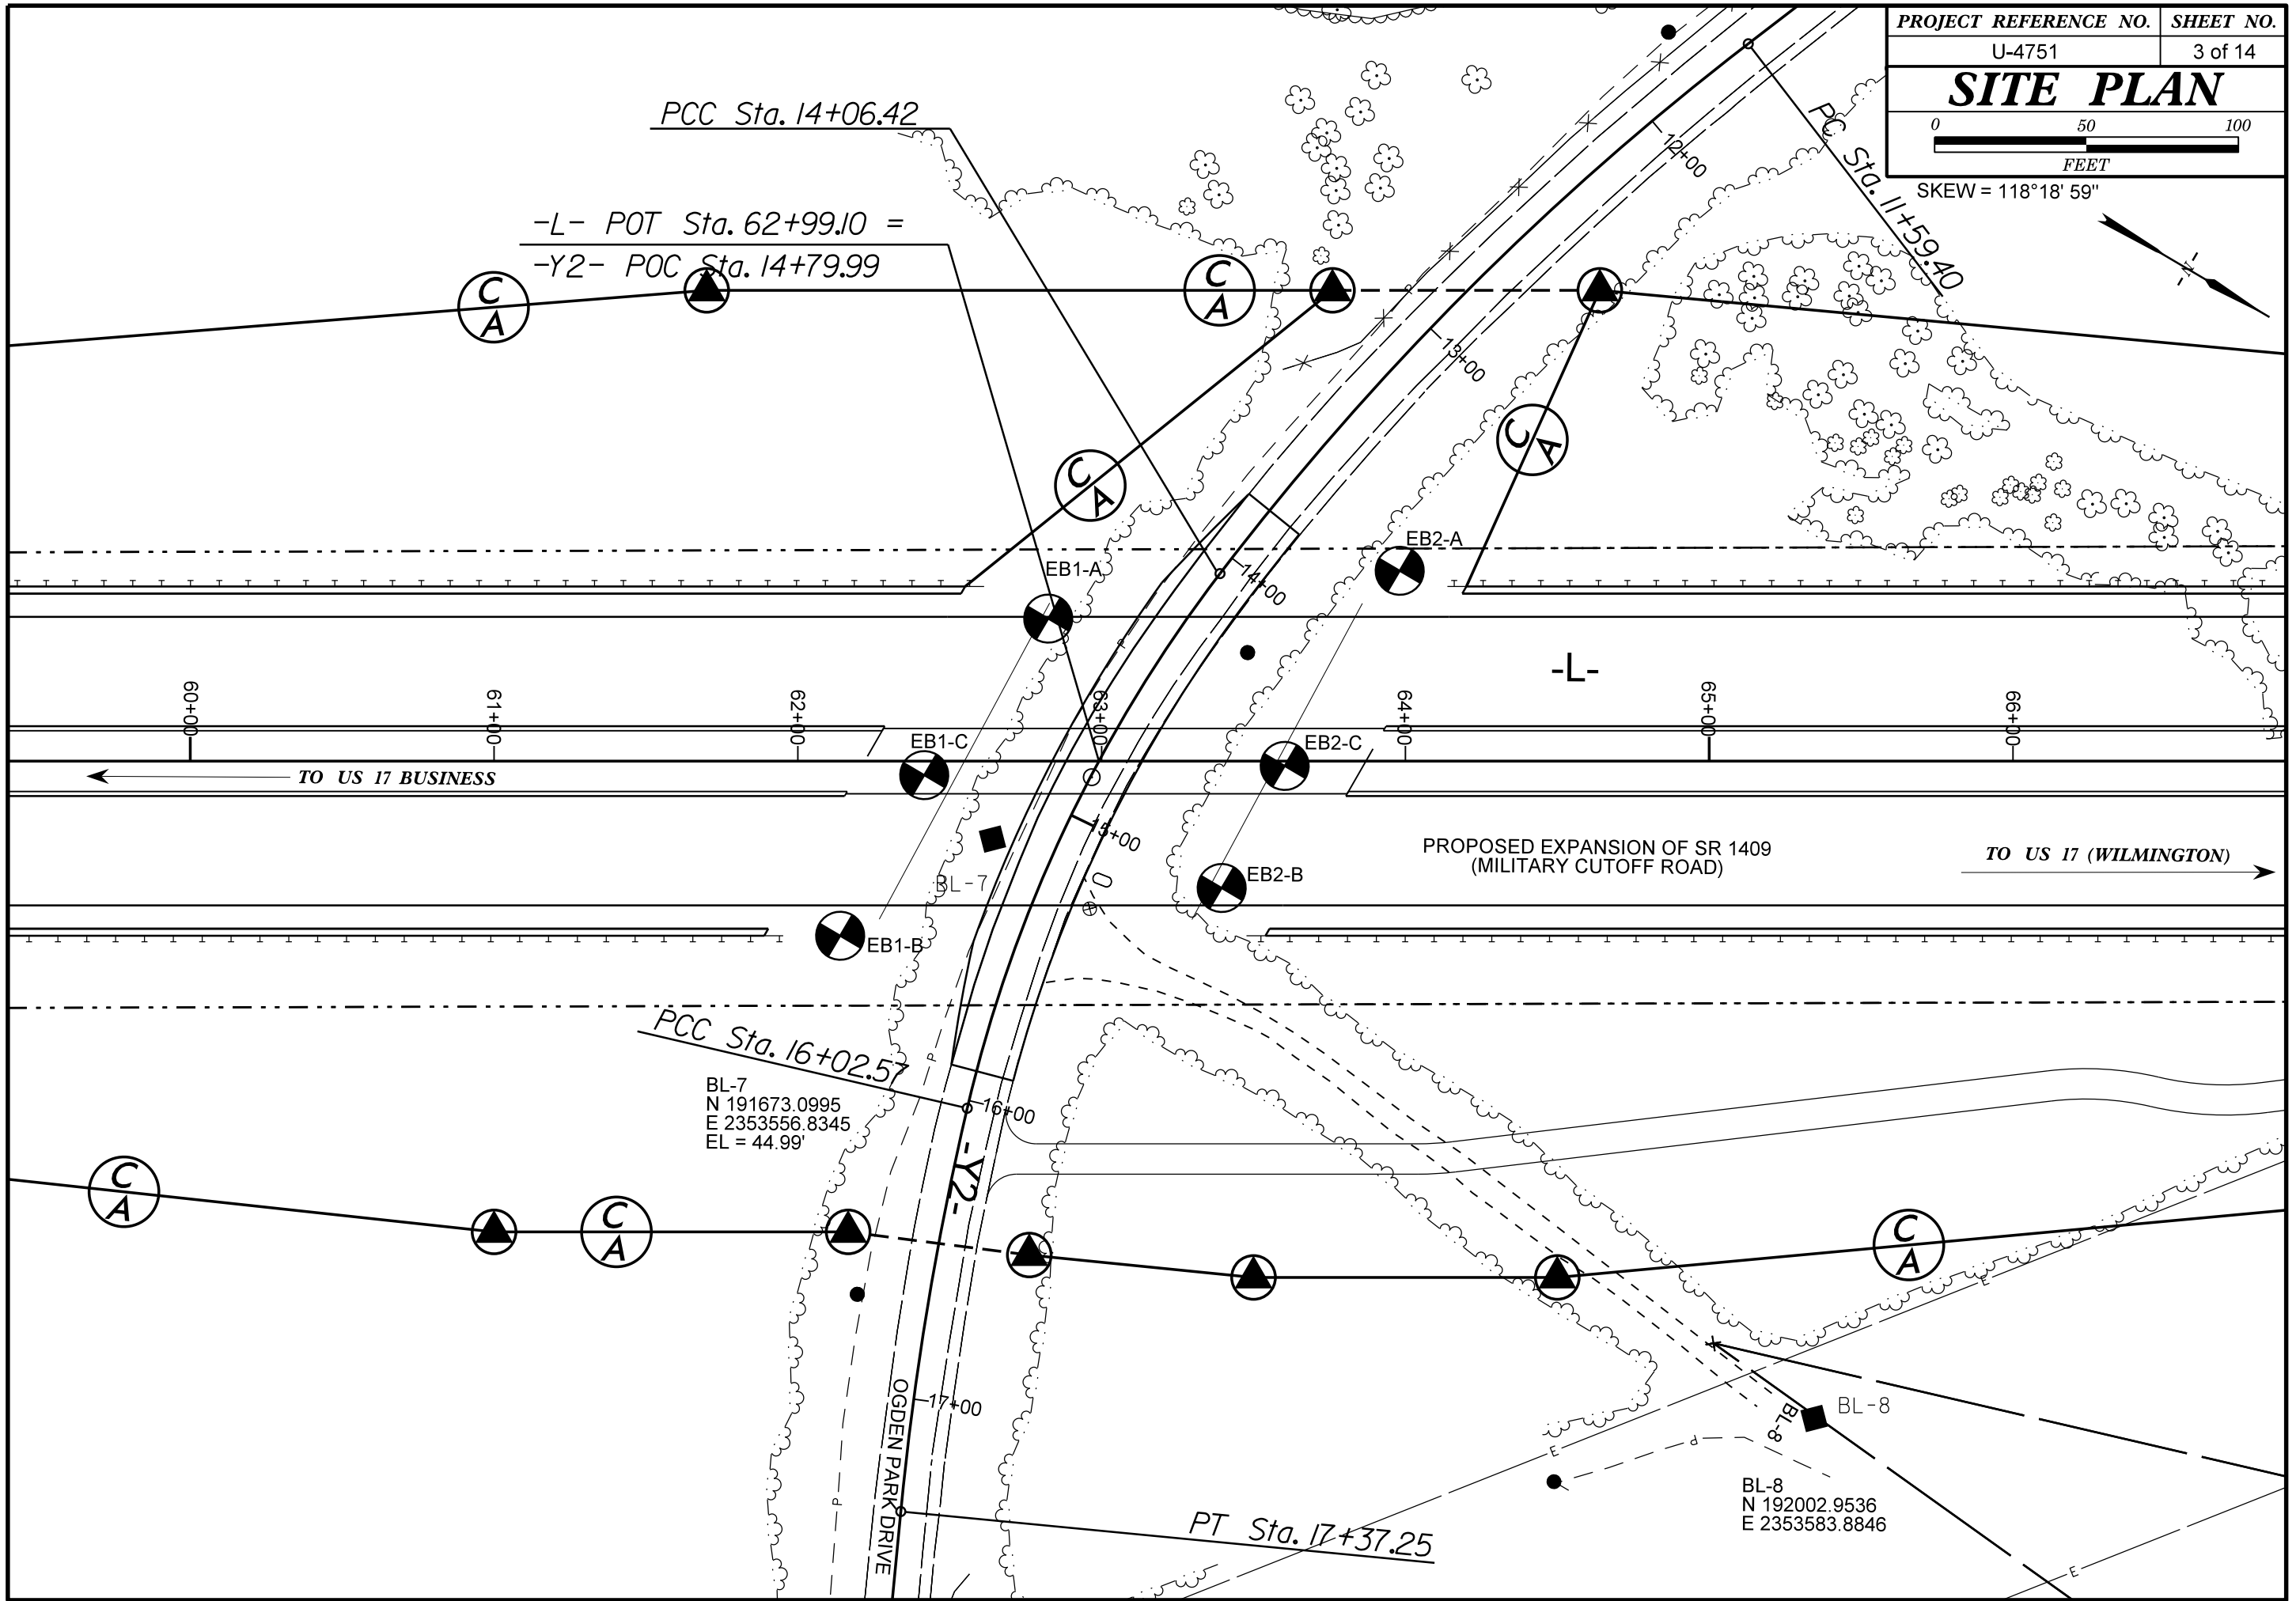 PROJECT REFERENCE NO. SHEET NO.
U-4751 3 of 14
SITE PLAN
0 50 100
FEET
SKEW = 118°18' 59"
PCC Sta. 14+06.42
-L- POT Sta. 62+99.10 =
-Y2- POC Sta. 14+79.99
PC Sta. 11+59.40
12+00
N
C
A
C
A
13+00
C
A
C
A
EB2-A
EB1-A
14+00
-L-
60+00 61+00 62+00 63+00 64+00 65+00 66+00
EB1-C
EB2-C
TO US 17 BUSINESS
15+00
PROPOSED EXPANSION OF SR 1409
(MILITARY CUTOFF ROAD)
TO US 17 (WILMINGTON)
BL-7
EB2-B
EB1-B
PCC Sta. 16+02.57
P
BL-7
N 191673.0995
E 2353556.8345
EL = 44.99'
16+00
-Y2-
C
A
C
A
C
A
E
17+00
OGDEN PARK DRIVE
BL-8
BL-8
E
P
P
BL-8
N 192002.9536
E 2353583.8846
PT Sta. 17+37.25
E